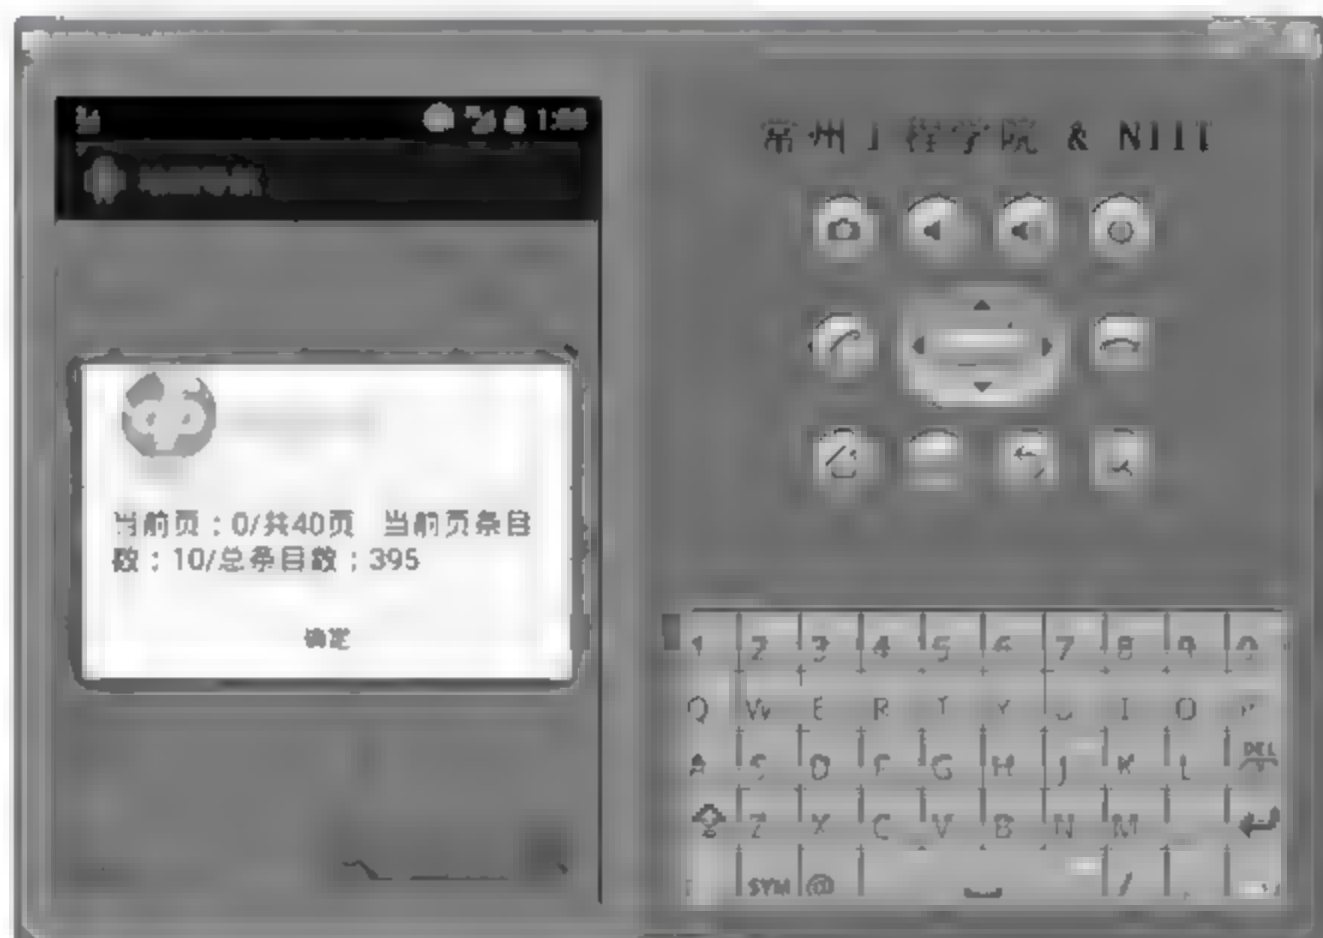 1:00
常州工程学院 & NIIT
当前页：0/共40页 当前页条目
数：10/总条目数：395
确定
1 2 3 4 5 6 7 8 9 0
Q W E R T Y U I O P
A S D F G H J K L DEL
Z X C V B N M
SYM @ / ,